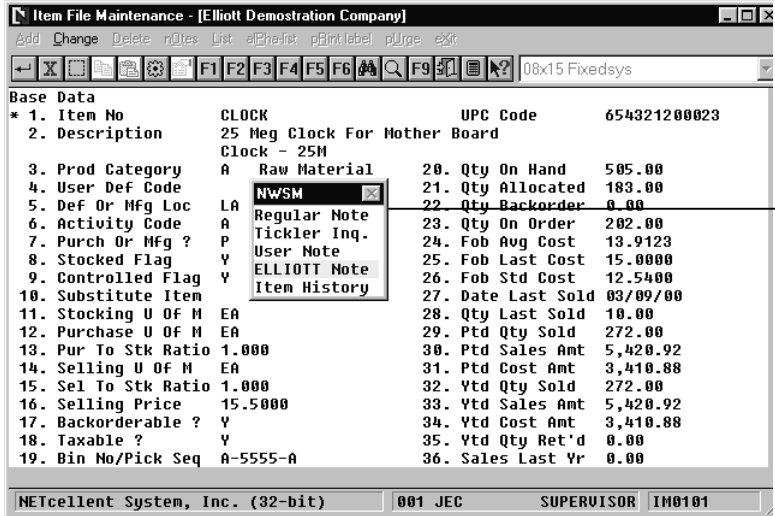 Item File Maintenance - [Elliott Demostration Company]
Add Change Delete nOtes List alPha-list pRint label pUrge eXit
F1 F2 F3 F4 F5 F6 F9 08x15 Fixedsys
Base Data
* 1. Item No CLOCK UPC Code 654321200023
2. Description 25 Meg Clock For Mother Board
Clock - 25M
3. Prod Category A Raw Material 20. Qty On Hand 505.00
4. User Def Code 21. Qty Allocated 183.00
5. Def Or Mfg Loc LA 22. Qty Backorder 0.00
6. Activity Code A 23. Qty On Order 202.00
7. Purch Or Mfg ? P 24. Fob Avg Cost 13.9123
8. Stocked Flag Y 25. Fob Last Cost 15.0000
9. Controlled Flag Y 26. Fob Std Cost 12.5400
10. Substitute Item 27. Date Last Sold 03/09/00
11. Stocking U Of M EA 28. Qty Last Sold 10.00
12. Purchase U Of M EA 29. Ptd Qty Sold 272.00
13. Pur To Stk Ratio 1.000 30. Ptd Sales Amt 5,420.92
14. Selling U Of M EA 31. Ptd Cost Amt 3,410.88
15. Sel To Stk Ratio 1.000 32. Ytd Qty Sold 272.00
16. Selling Price 15.5000 33. Ytd Sales Amt 5,420.92
17. Backorderable ? Y 34. Ytd Cost Amt 3,410.88
18. Taxable ? Y 35. Ytd Qty Ret'd 0.00
19. Bin No/Pick Seq A-5555-A 36. Sales Last Yr 0.00
NWSM
Regular Note
Tickler Inq.
User Note
ELLIOTT Note
Item History
NETcellent System, Inc. (32-bit) 001 JEC SUPERVISOR IM0101